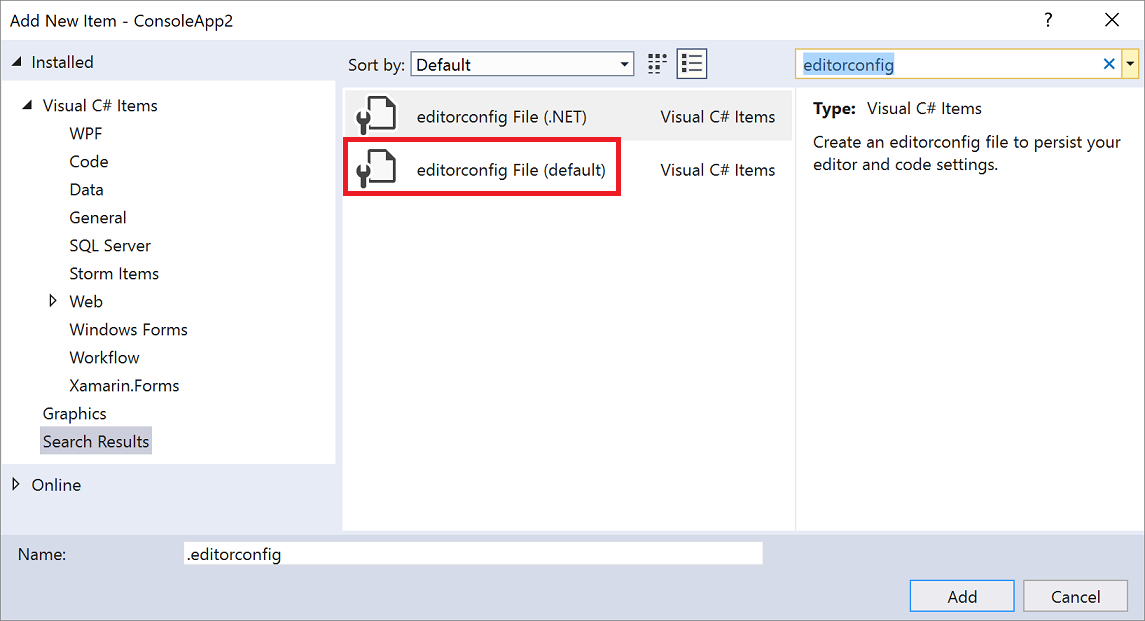 Add New Item - ConsoleApp2
?
Installed
Sort by:
Default
editorconfig
Visual C# Items
WPF
Code
Data
General
SQL Server
Storm Items
Web
Windows Forms
Workflow
Xamarin.Forms
Graphics
Search Results
Online
editorconfig File (.NET)
Visual C# Items
editorconfig File (default)
Visual C# Items
Type: Visual C# Items
Create an editorconfig file to persist your
editor and code settings.
Name:
.editorconfig
Add
Cancel